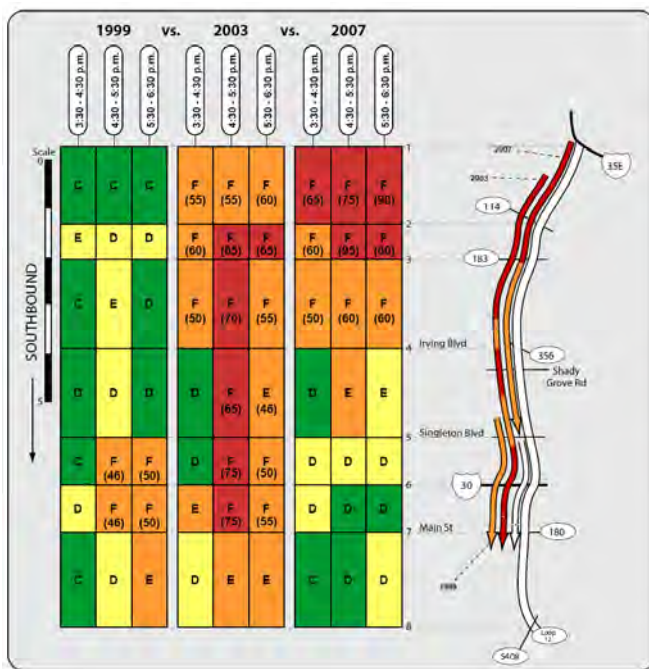 1999 vs. 2003 vs. 2007
3:30 - 4:30 p.m. 4:30 - 5:30 p.m. 5:30 - 6:30 p.m. 3:30 - 4:30 p.m. 4:30 - 5:30 p.m. 5:30 - 6:30 p.m. 3:30 - 4:30 p.m. 4:30 - 5:30 p.m. 5:30 - 6:30 p.m.
Scale
0
5
SOUTHBOUND
1
C C C F (55) F (55) F (60) F (65) F (75) F (90)
2
E D D F (60) F (65) F (65) F (60) F (95) F (60)
3
C E D F (50) F (70) F (55) F (50) F (60) F (60)
4
D D D D F (65) E (46) D E E
5
C F (46) F (50) D F (75) F (50) D D D
6
D F (46) F (50) E F (75) F (55) D D D
7
C D E D E E C D D
8
2007
35E
2003
114
183
Irving Blvd
356
Shady
Grove Rd
Singleton Blvd
30
Main St
180
1999
Loop
12
S408